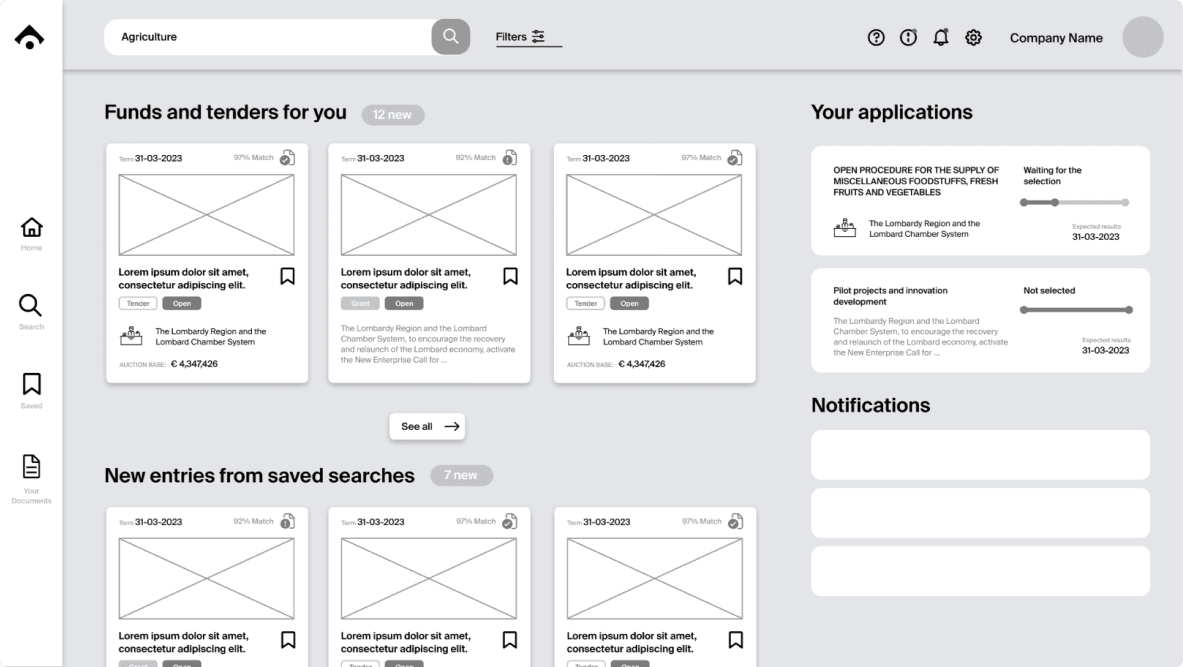 Agriculture
Filters
Company Name
Home
Search
Saved
Your
Documents
Funds and tenders for you
12 new
Term 31-03-2023
97% Match
Lorem ipsum dolor sit amet,
consectetur adipiscing elit.
Tender
Open
The Lombardy Region and the
Lombard Chamber System
AUCTION BASE: € 4,347,426
Term 31-03-2023
92% Match
Lorem ipsum dolor sit amet,
consectetur adipiscing elit.
Grent
Open
The Lombardy Region and the Lombard
Chamber System, to encourage the recovery
and relaunch of the Lombard economy, activate
the New Enterprise Call for ...
Term 31-03-2023
97% Match
Lorem ipsum dolor sit amet,
consectetur adipiscing elit.
Tender
Open
The Lombardy Region and the
Lombard Chamber System
AUCTION BASE: € 4,347,426
See all
New entries from saved searches
7 new
Term 31-03-2023
92% Match
Lorem ipsum dolor sit amet,
consectetur adipiscing elit.
Open
Term 31-03-2023
97% Match
Lorem ipsum dolor sit amet,
consectetur adipiscing elit.
Tender
Open
Term 31-03-2023
97% Match
Lorem ipsum dolor sit amet,
consectetur adipiscing elit.
Tender
Open
Your applications
OPEN PROCEDURE FOR THE SUPPLY OF
MISCELLANEOUS FOODSTUFFS, FRESH
FRUITS AND VEGETABLES
The Lombardy Region and the
Lombard Chamber System
Waiting for the
selection
Expected results
31-03-2023
Pilot projects and innovation
development
The Lombardy Region and the Lombard
Chamber System, to encourage the recovery
and relaunch of the Lombard economy, activate
the New Enterprise Call for ...
Not selected
Expected results
31-03-2023
Notifications